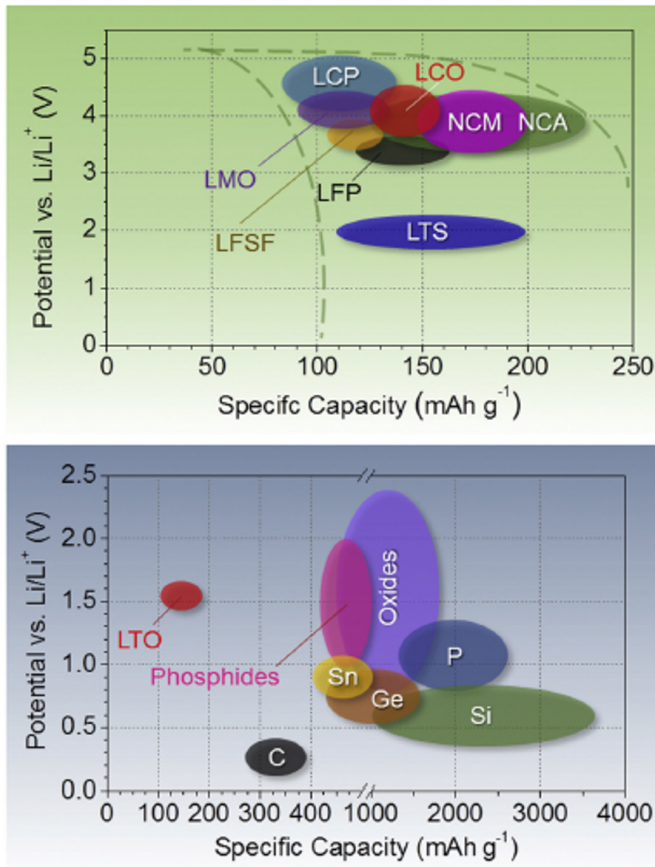 Potential vs. Li/Li⁺ (V)
5
4
3
2
1
0
LCP
LCO
NCM
NCA
LMO
LFP
LFSF
LTS
0
50
100
150
200
250
Specifc Capacity (mAh g⁻¹)
Potential vs. Li/Li⁺ (V)
2.5
2.0
1.5
1.0
0.5
0.0
Oxides
LTO
Phosphides
P
Sn
Ge
Si
C
0 100 200 300 400 1000 2000 3000 4000
Specific Capacity (mAh g⁻¹)